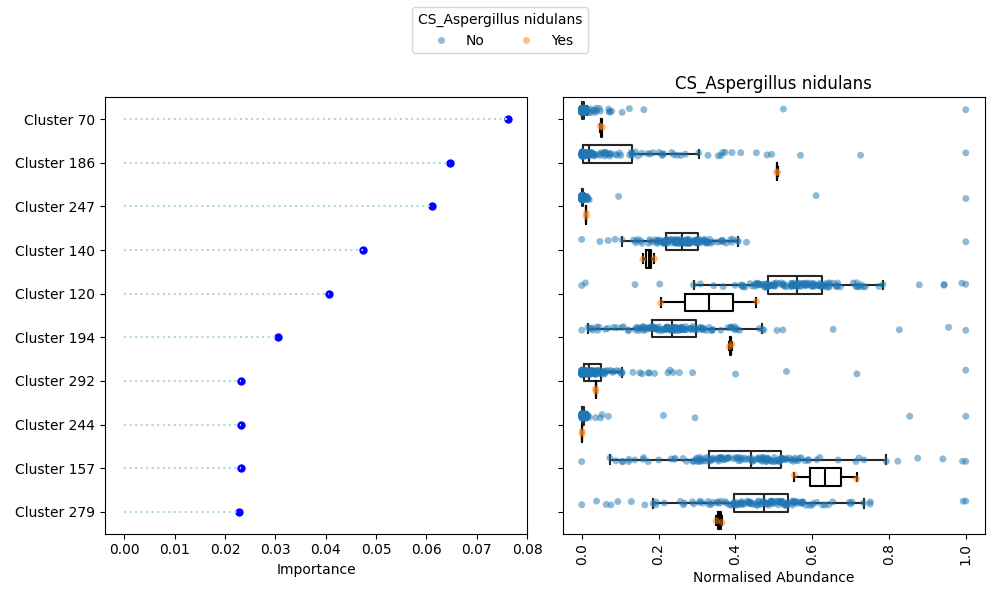 CS_Aspergillus nidulans
No Yes
CS_Aspergillus nidulans
Cluster 70
Cluster 186
Cluster 247
Cluster 140
Cluster 120
Cluster 194
Cluster 292
Cluster 244
Cluster 157
Cluster 279
0.00 0.01 0.02 0.03 0.04 0.05 0.06 0.07 0.08
Importance
0.0 0.2 0.4 0.6 0.8 1.0
Normalised Abundance